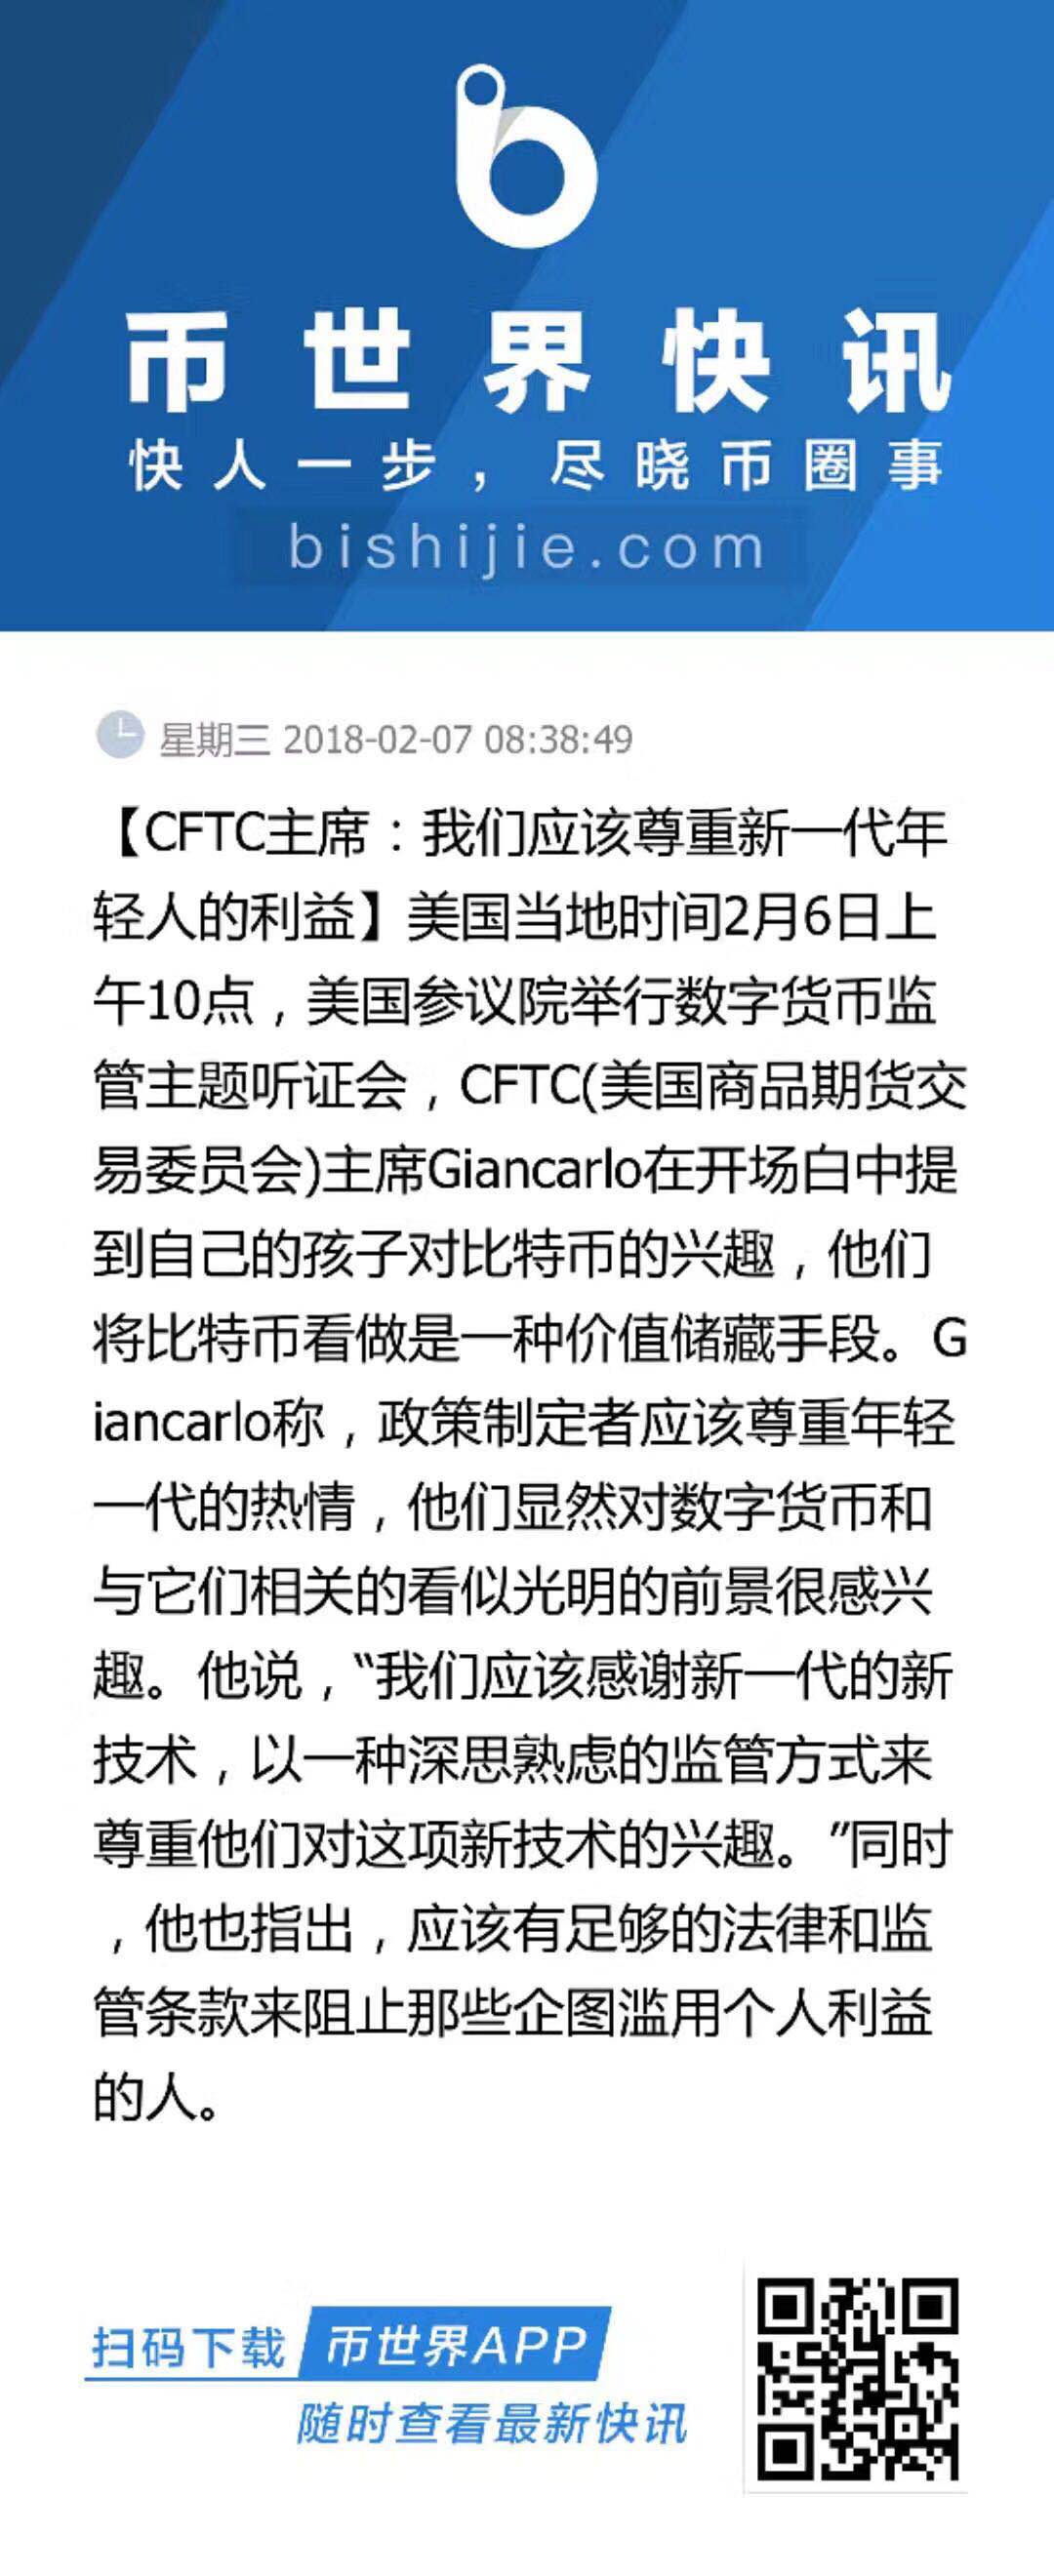 币世界快讯
快人一步，尽晓币圈事
bishijie.com
星期三 2018-02-07 08:38:49
【CFTC主席：我们应该尊重新一代年
轻人的利益】美国当地时间2月6日上
午10点，美国参议院举行数字货币监
管主题听证会，CFTC(美国商品期货交
易委员会)主席Giancarlo在开场白中提
到自己的孩子对比特币的兴趣，他们
将比特币看做是一种价值储藏手段。G
iancarlo称，政策制定者应该尊重年轻
一代的热情，他们显然对数字货币和
与它们相关的看似光明的前景很感兴
趣。他说，“我们应该感谢新一代的新
技术，以一种深思熟虑的监管方式来
尊重他们对这项新技术的兴趣。”同时
，他也指出，应该有足够的法律和监
管条款来阻止那些企图滥用个人利益
的人。
扫码下载 币世界APP
随时查看最新快讯